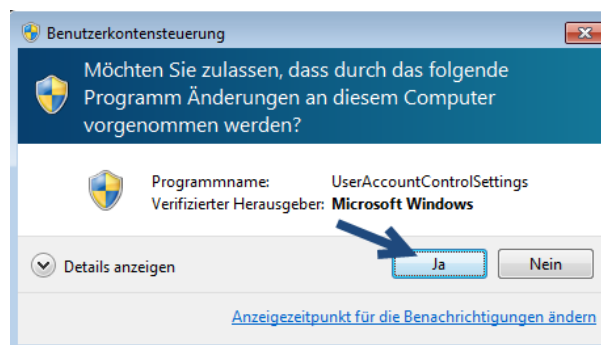 Benutzerkontensteuerung
Möchten Sie zulassen, dass durch das folgende
Programm Änderungen an diesem Computer
vorgenommen werden?
Programmname: UserAccountControlSettings
Verifizierter Herausgeber: Microsoft Windows
Details anzeigen Ja Nein
Anzeigezeitpunkt für die Benachrichtigungen ändern